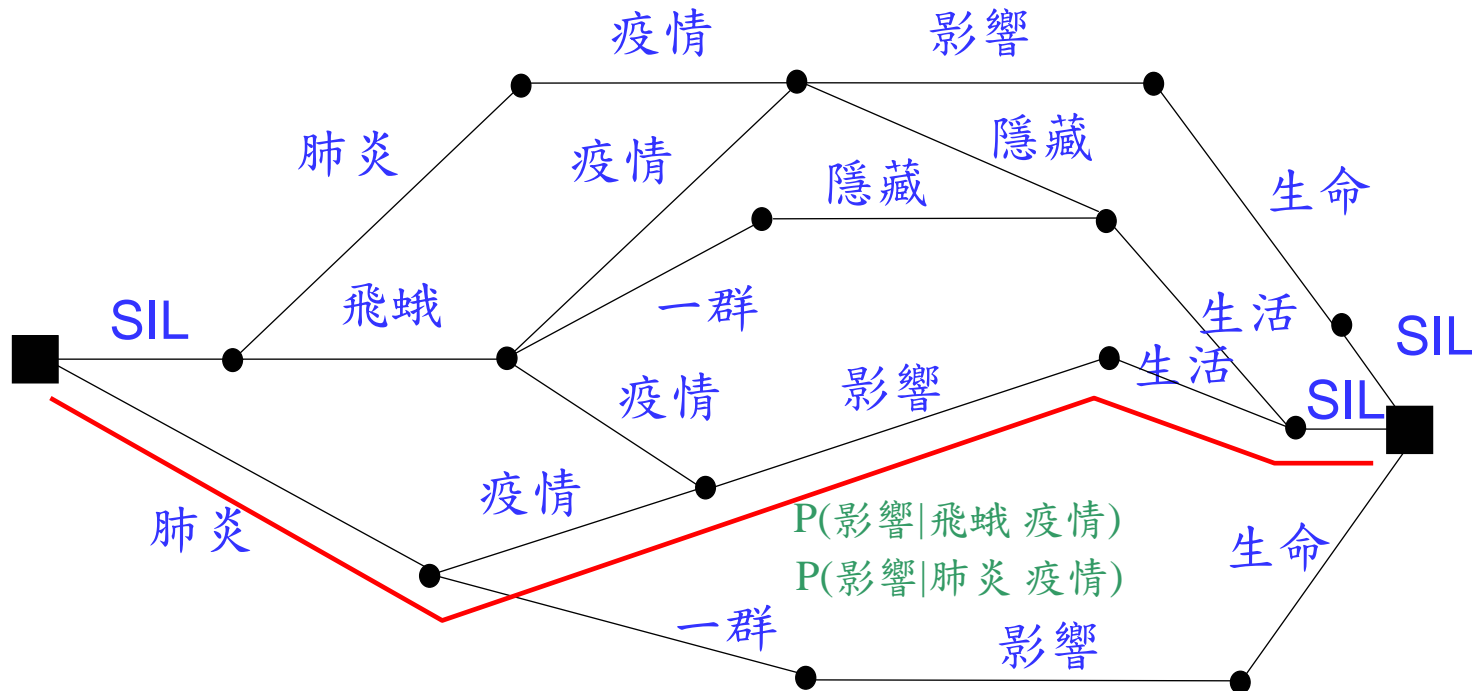 疫情 影響
肺炎 疫情 隱藏
隱藏 生命
SIL 飛蛾 一群 生活 SIL
疫情 影響 生活 SIL
肺炎 疫情 P(影響|飛蛾 疫情)
P(影響|肺炎 疫情) 生命
一群 影響